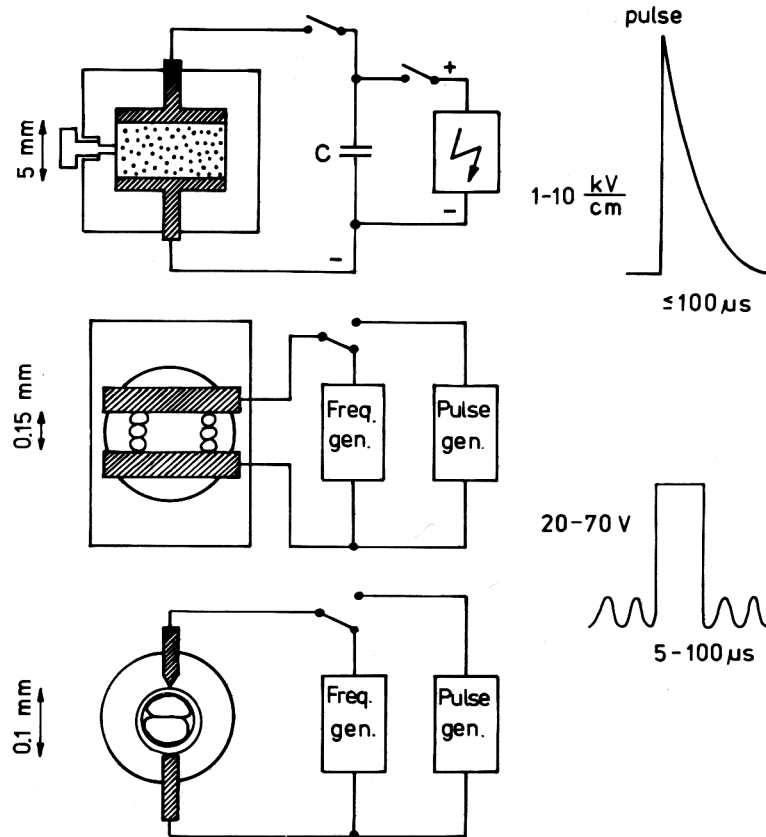 pulse
+
5 mm
C
1-10 kV/cm
-
-
≤100 µs
0.15 mm
Freq. gen.
Pulse gen.
20-70 V
5-100 µs
0.1 mm
Freq. gen.
Pulse gen.